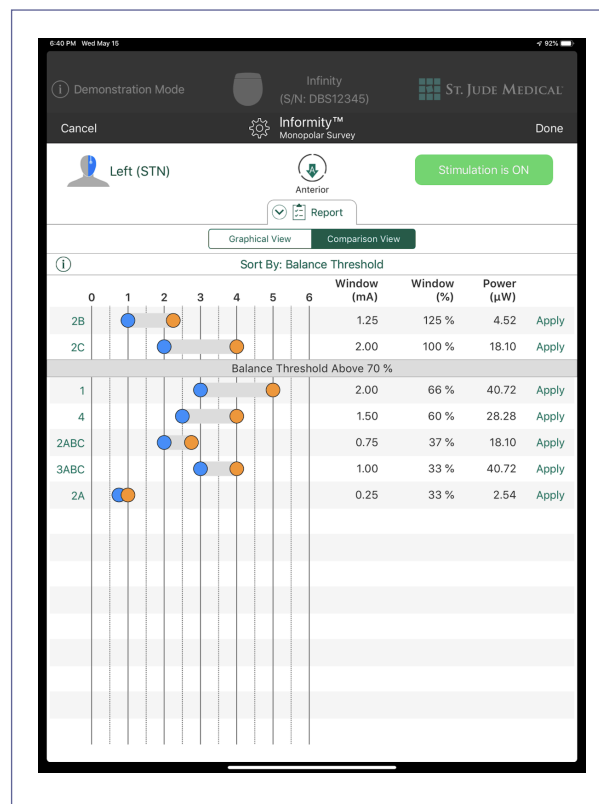 6:40 PM Wed May 15
92%
Demonstration Mode
Infinity
(S/N: DBS12345)
ST. JUDE MEDICAL
Cancel
Informity™
Monopolar Survey
Done
Left (STN)
A
Anterior
Stimulation is ON
Report
Graphical View Comparison View
i Sort By: Balance Threshold
0 1 2 3 4 5 6 Window (mA) Window (%) Power (µW)
2B 1.25 125 % 4.52 Apply
2C 2.00 100 % 18.10 Apply
Balance Threshold Above 70 %
1 2.00 66 % 40.72 Apply
4 1.50 60 % 28.28 Apply
2ABC 0.75 37 % 18.10 Apply
3ABC 1.00 33 % 40.72 Apply
2A 0.25 33 % 2.54 Apply